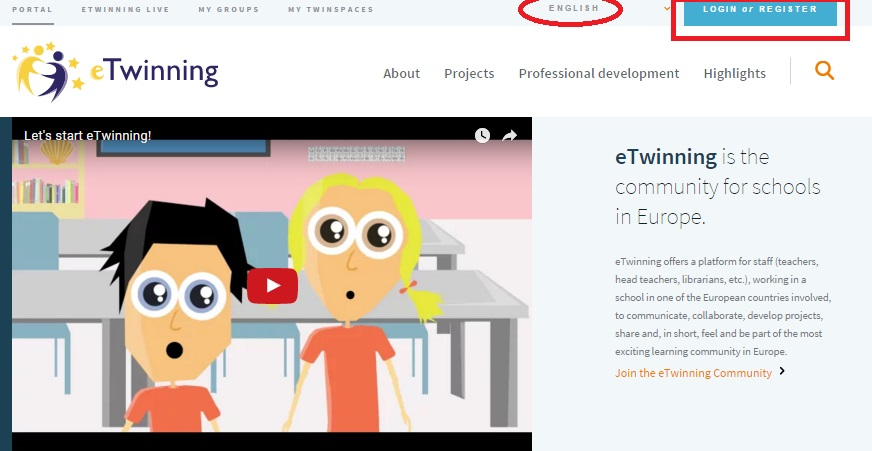 PORTAL ETWINNING LIVE MY GROUPS MY TWINSPACES ENGLISH LOGIN or REGISTER
eTwinning
About Projects Professional development Highlights
Let's start eTwinning!
eTwinning is the
community for schools
in Europe.
eTwinning offers a platform for staff (teachers,
head teachers, librarians, etc.), working in a
school in one of the European countries involved,
to communicate, collaborate, develop projects,
share and, in short, feel and be part of the most
exciting learning community in Europe.
Join the eTwinning Community